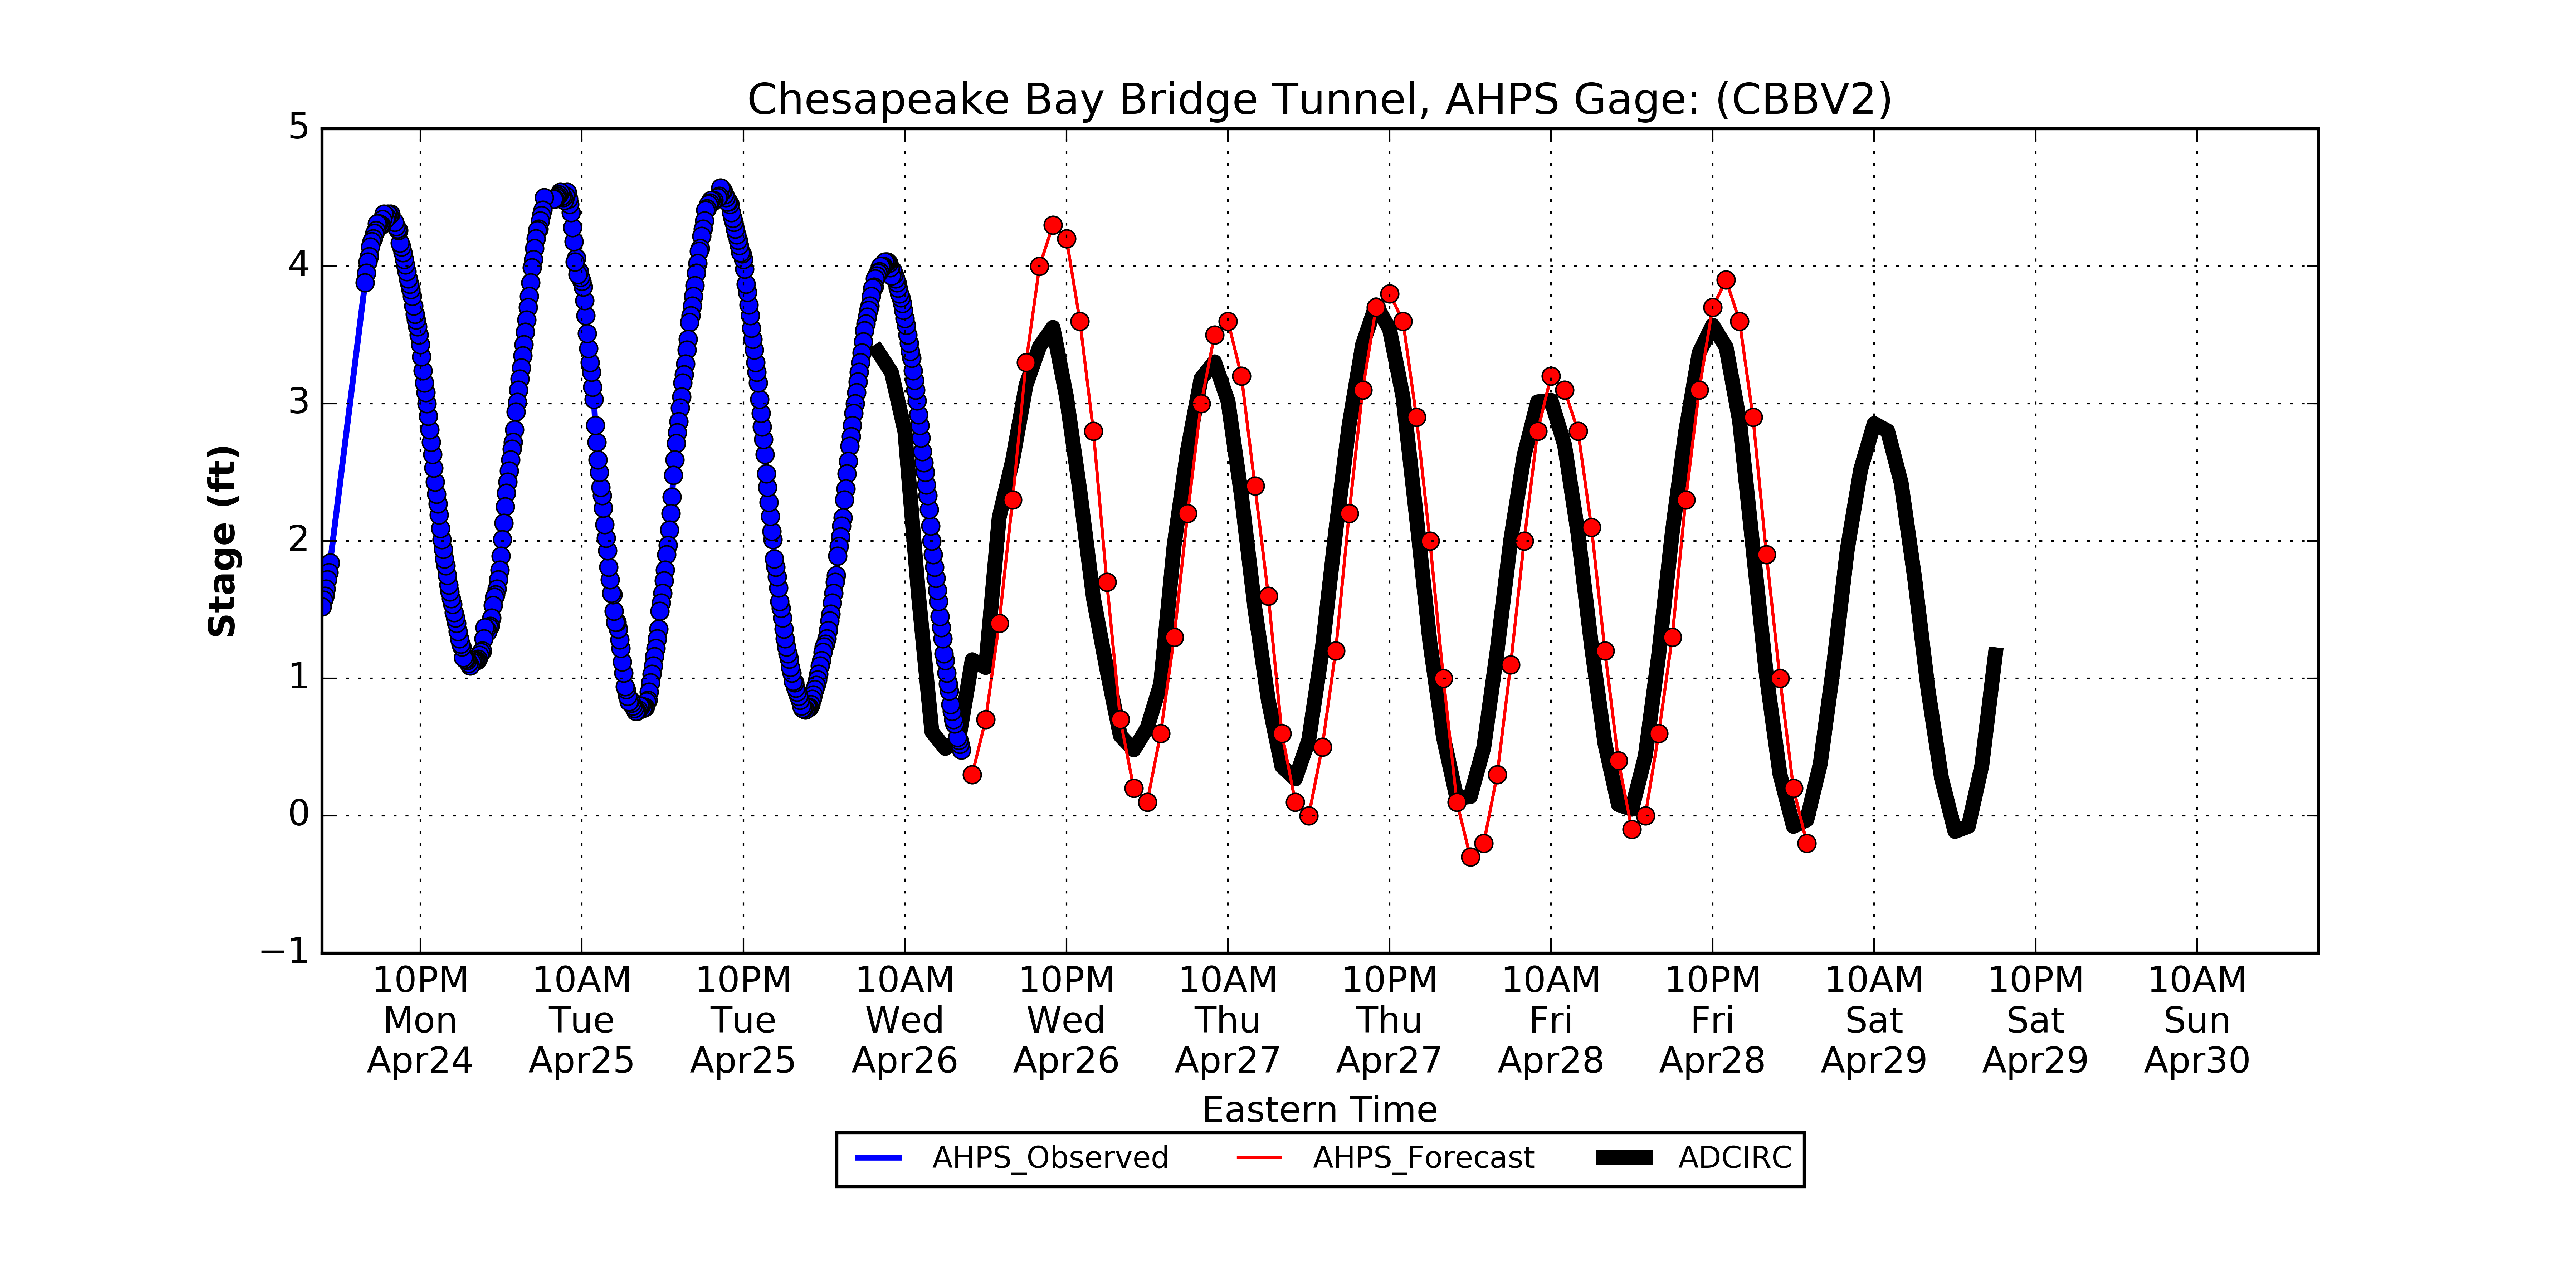 Chesapeake Bay Bridge Tunnel, AHPS Gage: (CBBV2)
5
4
3
2
1
0
−1
Stage (ft)
10PM 10AM 10PM 10AM 10PM 10AM 10PM 10AM 10PM 10AM 10PM 10AM
Mon Tue Tue Wed Wed Thu Thu Fri Fri Sat Sat Sun
Apr24 Apr25 Apr25 Apr26 Apr26 Apr27 Apr27 Apr28 Apr28 Apr29 Apr29 Apr30
Eastern Time
AHPS_Observed AHPS_Forecast ADCIRC